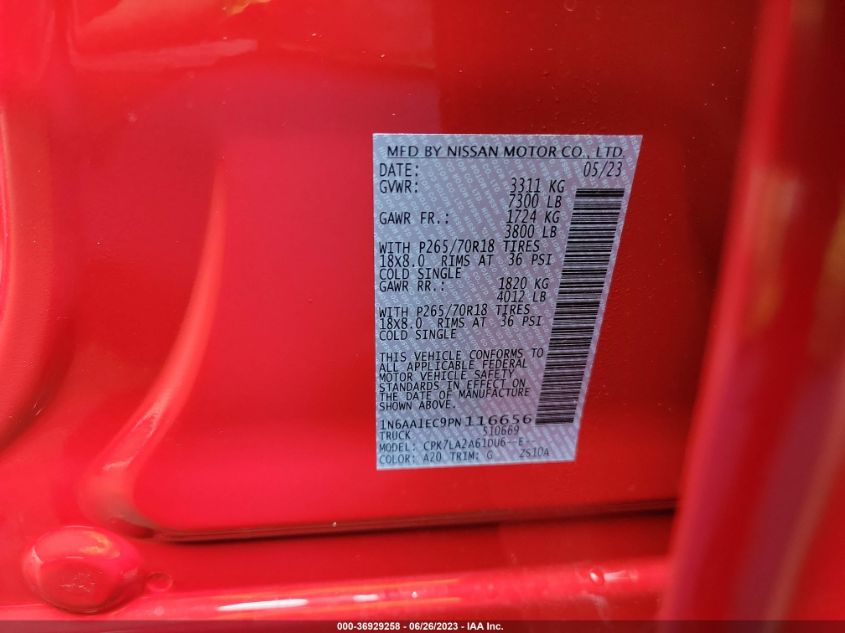 MFD BY NISSAN MOTOR CO., LTD.
DATE: 05/23
GVWR: 3311 KG
7300 LB
GAWR FR.: 1724 KG
3800 LB
WITH P265/70R18 TIRES
18X8.0 RIMS AT 36 PSI
COLD SINGLE
GAWR RR.: 1820 KG
4012 LB
WITH P265/70R18 TIRES
18X8.0 RIMS AT 36 PSI
COLD SINGLE
THIS VEHICLE CONFORMS TO
ALL APPLICABLE FEDERAL
MOTOR VEHICLE SAFETY
STANDARDS IN EFFECT ON
THE DATE OF MANUFACTURE
SHOWN ABOVE.
1N6AA1EC9PN116656
TRUCK 510669
MODEL: CPK7LA2A61DU6--E--
COLOR: A20 TRIM: G 2S10A
000-36929258 - 06/26/2023 - IAA Inc.